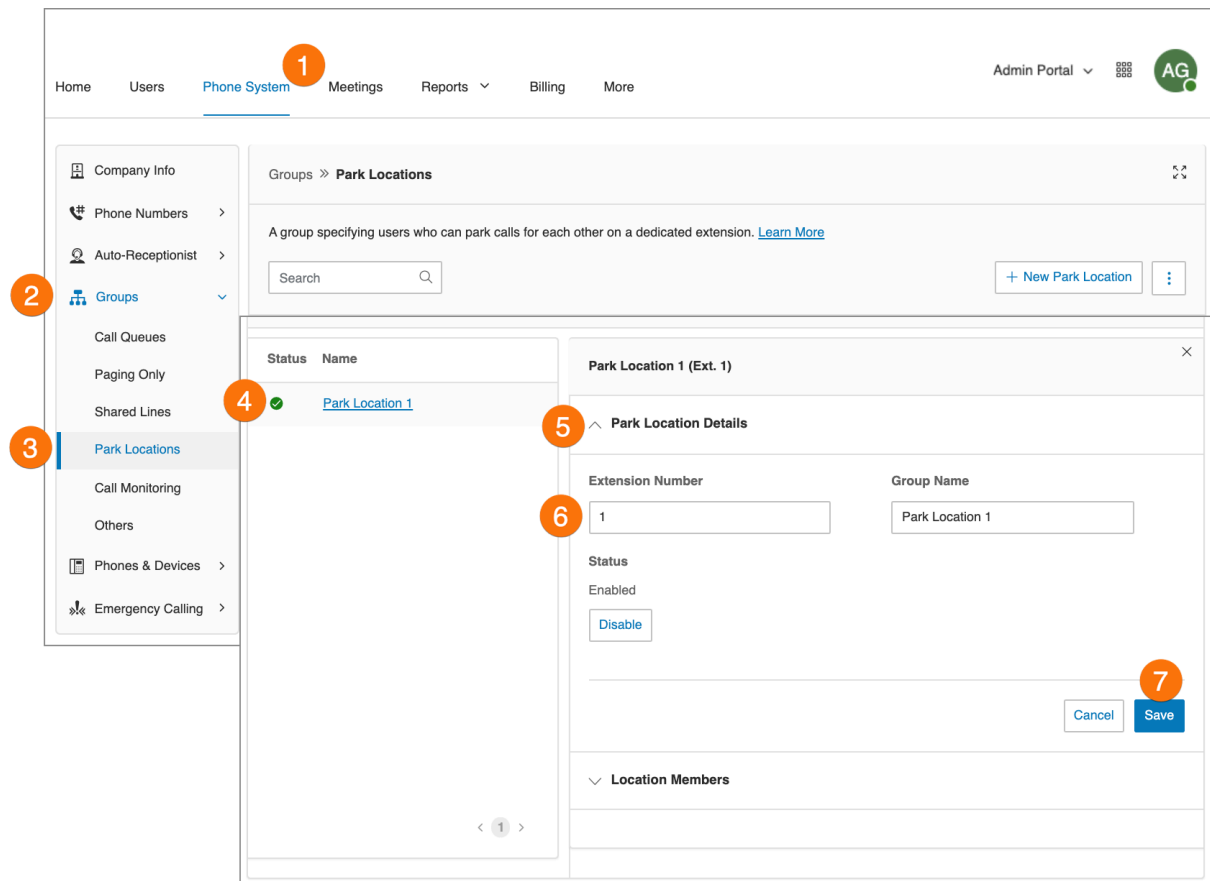 1
Admin Portal
AG
Home Users Phone System Meetings Reports Billing More
Company Info
Phone Numbers
Auto-Receptionist
2
Groups
Call Queues
Paging Only
Shared Lines
3
Park Locations
Call Monitoring
Others
Phones & Devices
Emergency Calling
Groups » Park Locations
A group specifying users who can park calls for each other on a dedicated extension. Learn More
Search
+ New Park Location
Status Name
4
Park Location 1
< 1 >
Park Location 1 (Ext. 1)
5
Park Location Details
Extension Number Group Name
6
1 Park Location 1
Status
Enabled
Disable
7
Cancel Save
Location Members